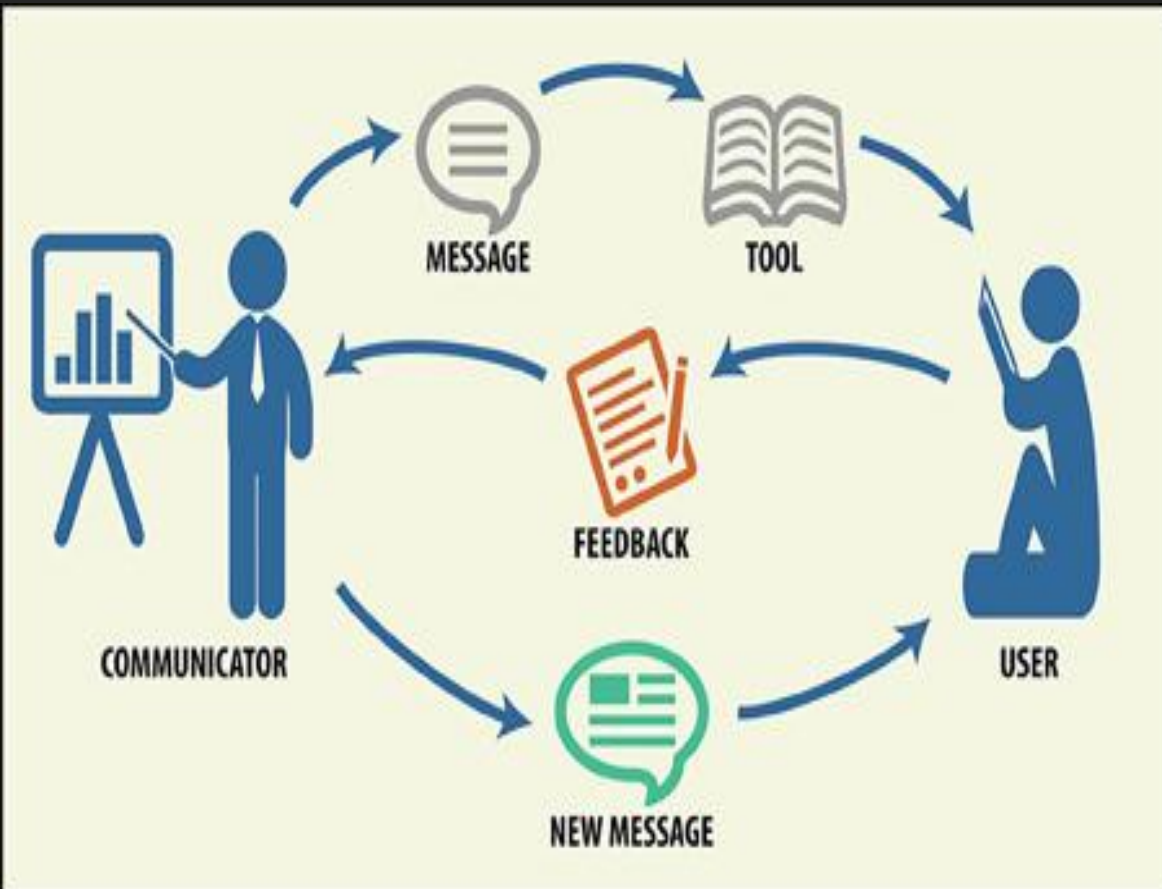 MESSAGE
TOOL
FEEDBACK
COMMUNICATOR
USER
NEW MESSAGE